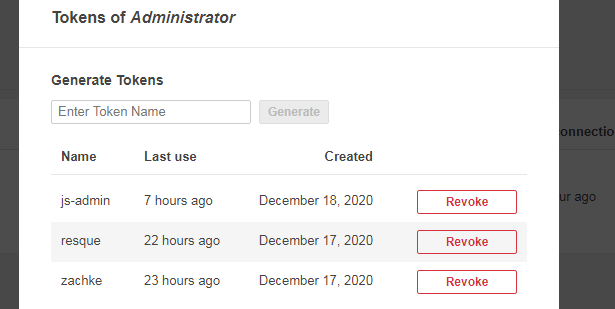 Tokens of Administrator
Generate Tokens
Enter Token Name Generate
onnectio
Name Last use Created
js-admin 7 hours ago December 18, 2020 Revoke
ur ago
resque 22 hours ago December 17, 2020 Revoke
zachke 23 hours ago December 17, 2020 Revoke